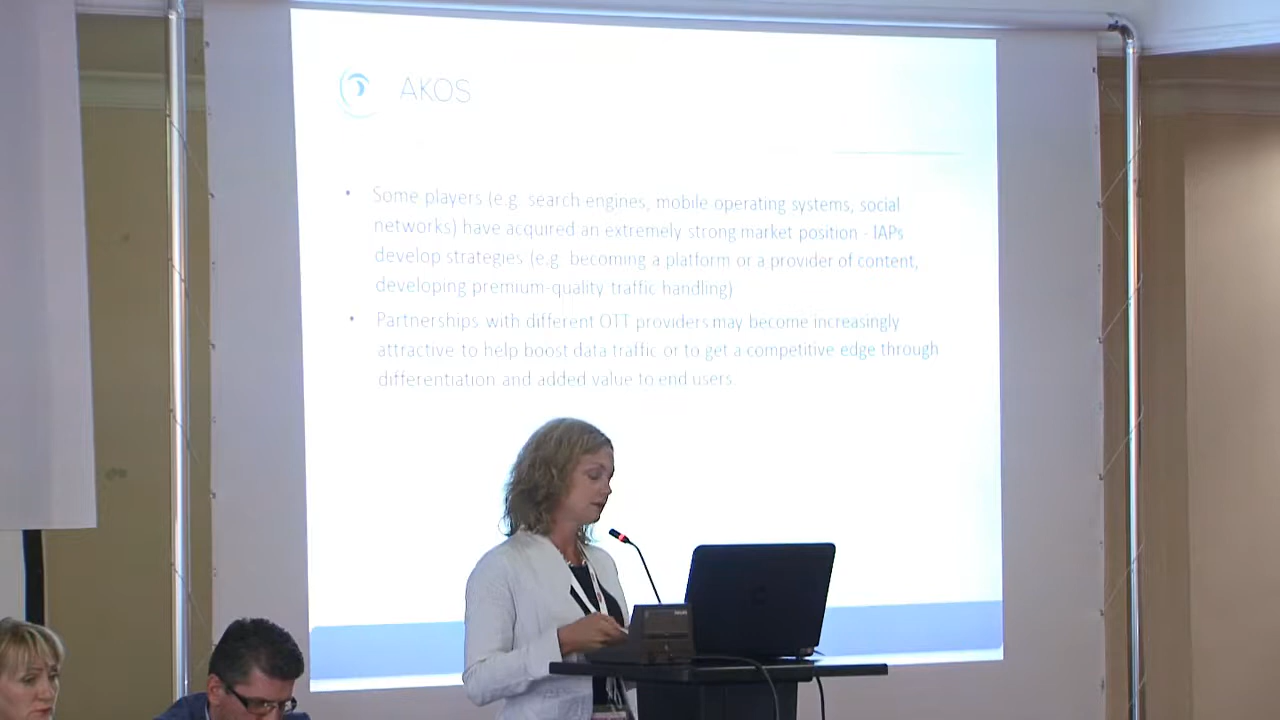 AKOS
• Some players (e.g. search engines, mobile operating systems, social
networks) have acquired an extremely strong market position - IAPs
develop strategies (e.g. becoming a platform or a provider of content,
developing premium-quality traffic handling)
• Partnerships with different OTT providers may become increasingly
attractive to help boost data traffic or to get a competitive edge through
differentiation and added value to end users.